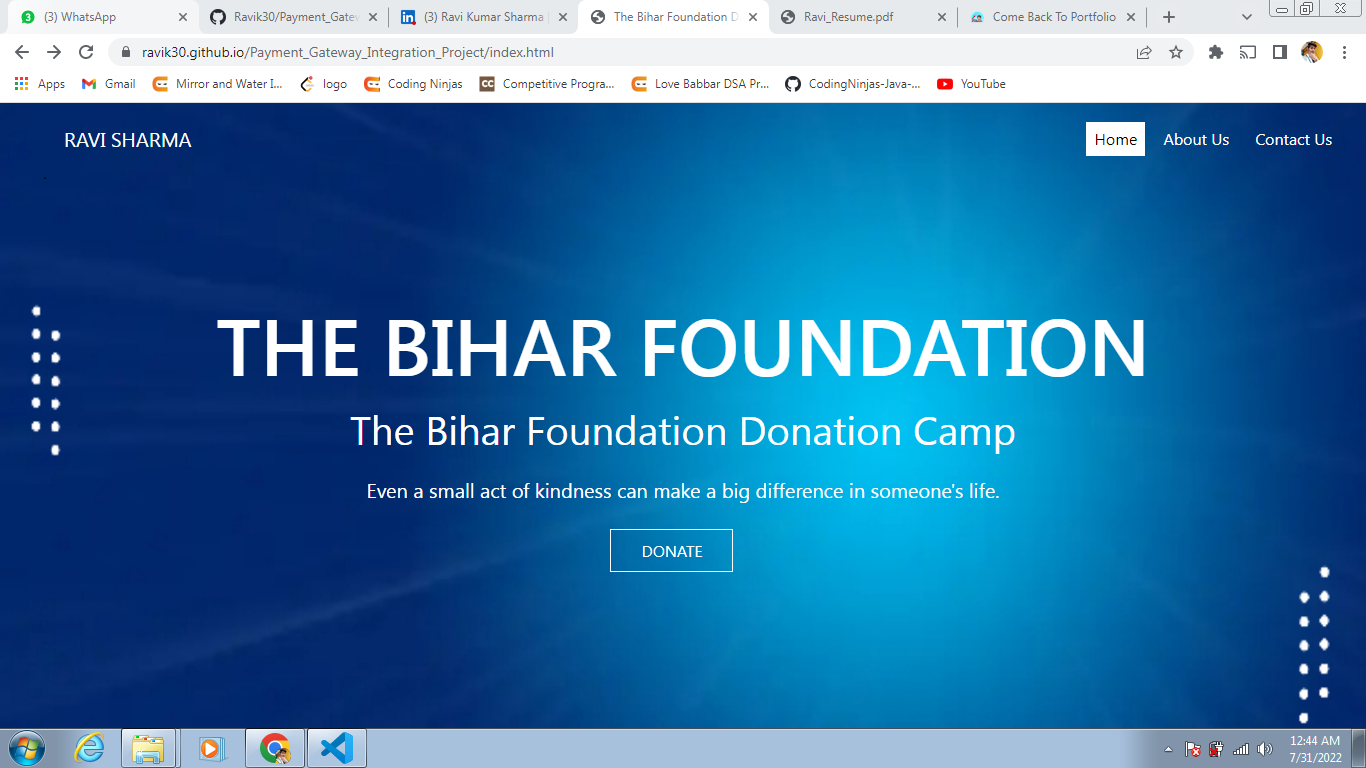 (3) WhatsApp
Ravik30/Payment_Gatew
(3) Ravi Kumar Sharma |
The Bihar Foundation D
Ravi_Resume.pdf
Come Back To Portfolio
ravik30.github.io/Payment_Gateway_Integration_Project/index.html
Apps
Gmail
Mirror and Water I...
logo
Coding Ninjas
Competitive Progra...
Love Babbar DSA Pr...
CodingNinjas-Java-...
YouTube
RAVI SHARMA
Home
About Us
Contact Us
THE BIHAR FOUNDATION
The Bihar Foundation Donation Camp
Even a small act of kindness can make a big difference in someone's life.
DONATE
12:44 AM
7/31/2022